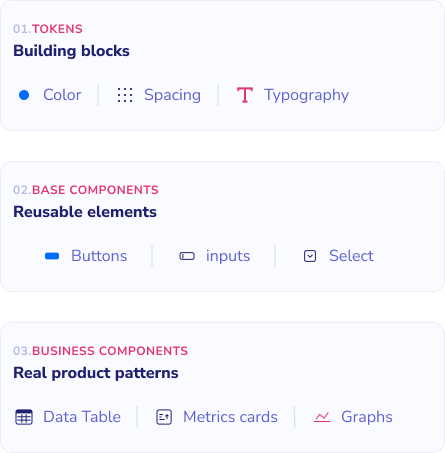 01.TOKENS
Building blocks
Color Spacing Typography
02.BASE COMPONENTS
Reusable elements
Buttons inputs Select
03.BUSINESS COMPONENTS
Real product patterns
Data Table Metrics cards Graphs